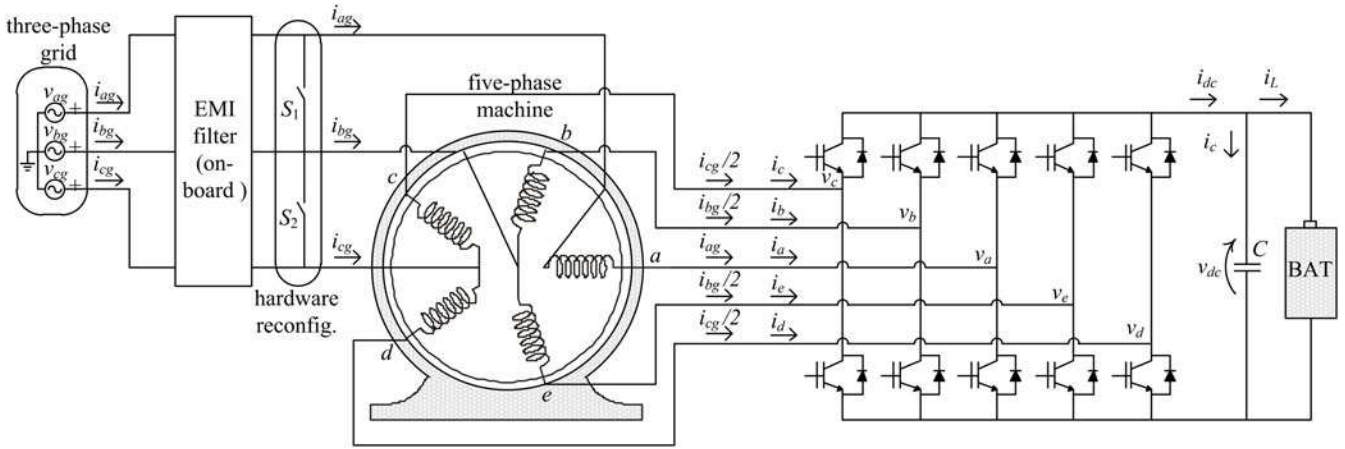 three-phase
grid
v_ag
+
i_ag
v_bg
+
i_bg
v_cg
+
i_cg
EMI
filter
(on-
board )
S_1
S_2
hardware
reconfig.
i_ag
i_bg
i_cg
five-phase
machine
b
c
a
d
e
i_cg/2
i_c
i_bg/2
i_b
i_ag
i_a
i_bg/2
i_e
i_cg/2
i_d
v_c
v_b
v_a
v_e
v_d
i_dc
i_L
i_c
v_dc
C
BAT